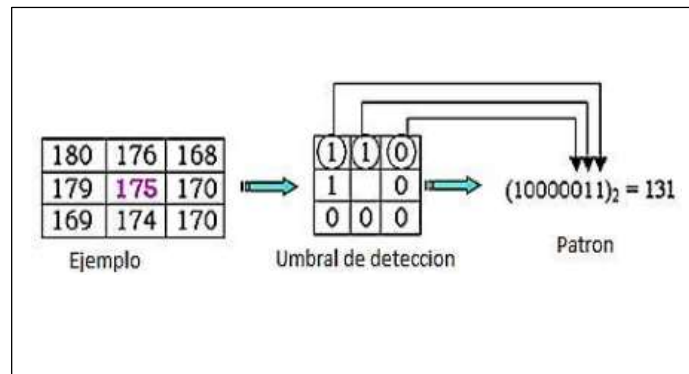 180 176 168
179 175 170
169 174 170
Ejemplo
1 1 0
1 0
0 0 0
Umbral de deteccion
(10000011)2 = 131
Patron